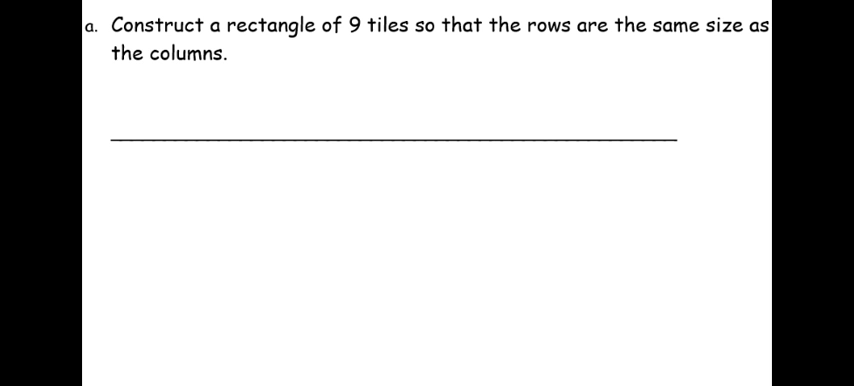 a. Construct a rectangle of 9 tiles so that the rows are the same size as
the columns.